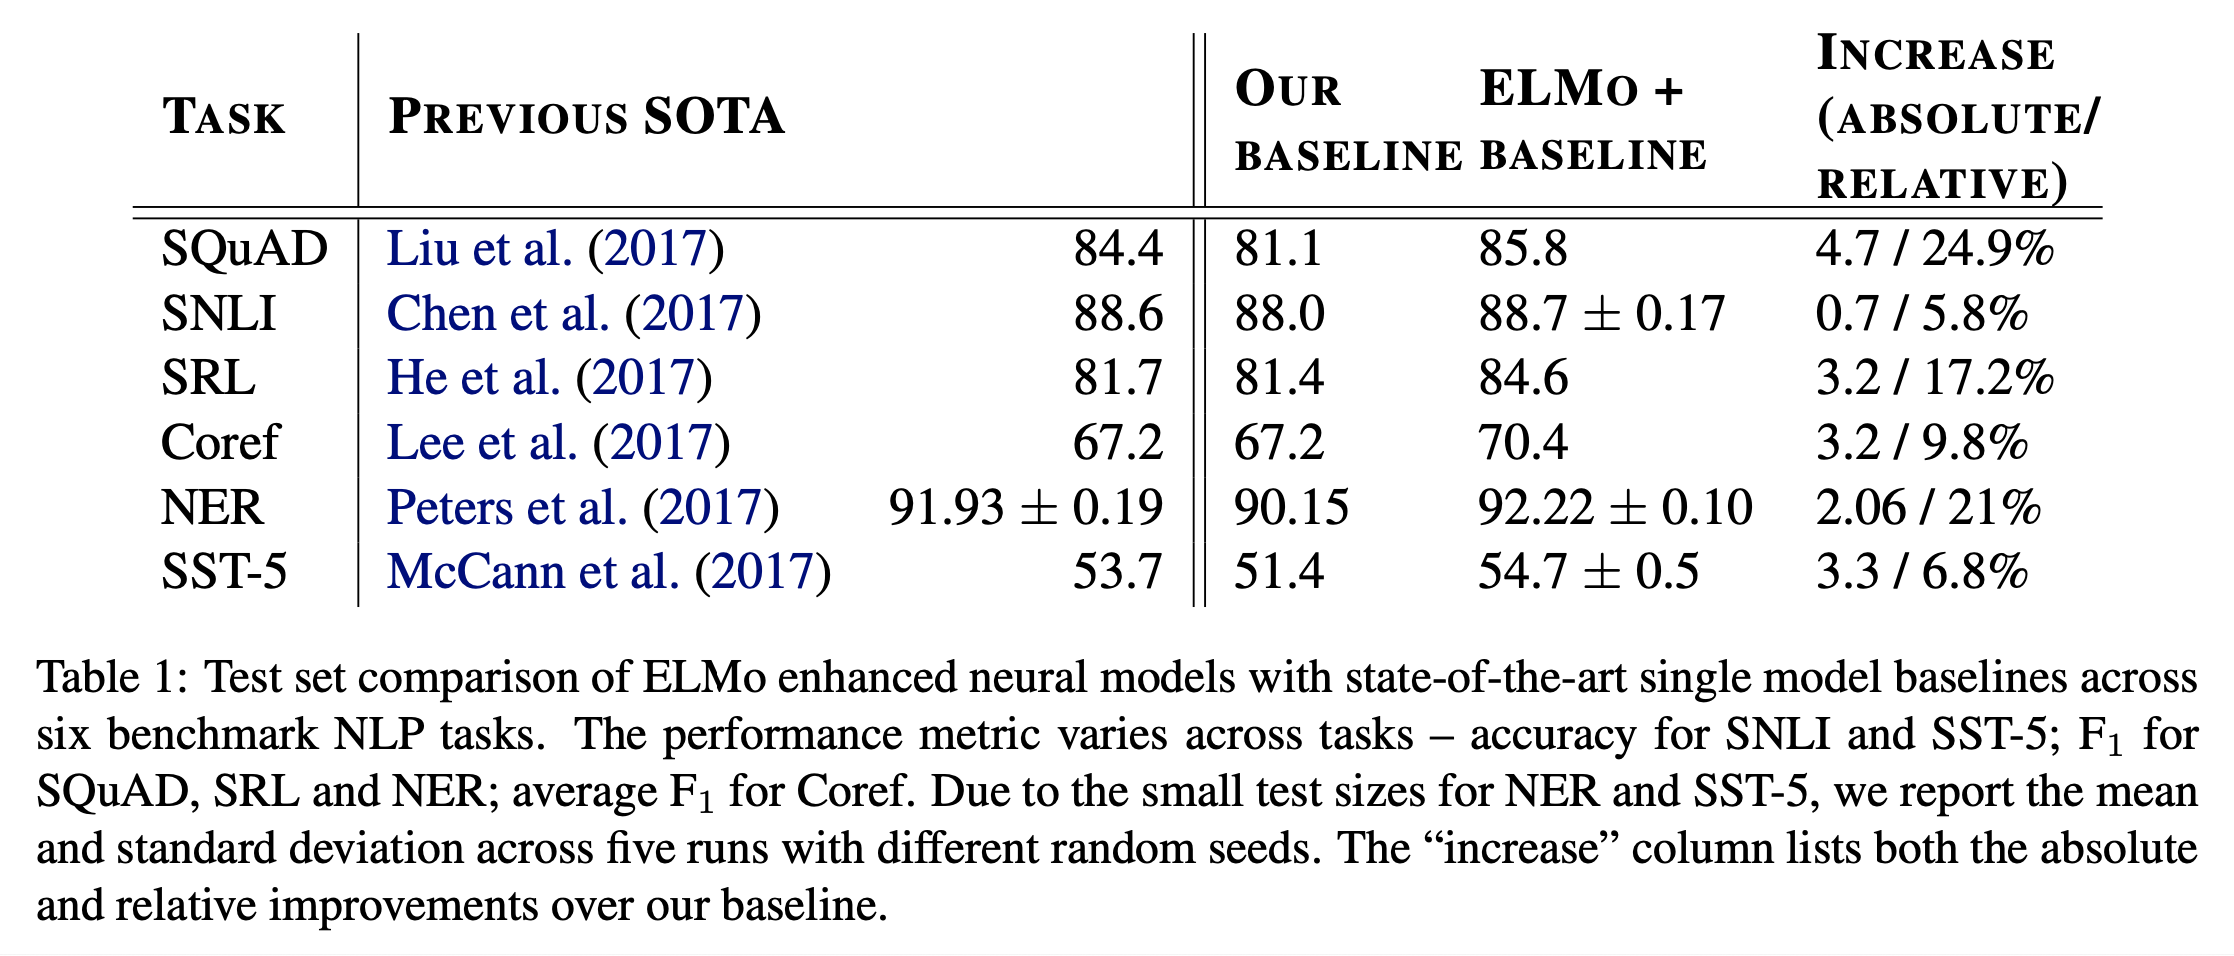 TASK PREVIOUS SOTA OUR BASELINE ELMO + BASELINE INCREASE (ABSOLUTE/ RELATIVE)
SQuAD Liu et al. (2017) 84.4 81.1 85.8 4.7 / 24.9%
SNLI Chen et al. (2017) 88.6 88.0 88.7 ± 0.17 0.7 / 5.8%
SRL He et al. (2017) 81.7 81.4 84.6 3.2 / 17.2%
Coref Lee et al. (2017) 67.2 67.2 70.4 3.2 / 9.8%
NER Peters et al. (2017) 91.93 ± 0.19 90.15 92.22 ± 0.10 2.06 / 21%
SST-5 McCann et al. (2017) 53.7 51.4 54.7 ± 0.5 3.3 / 6.8%
Table 1: Test set comparison of ELMo enhanced neural models with state-of-the-art single model baselines across
six benchmark NLP tasks. The performance metric varies across tasks – accuracy for SNLI and SST-5; F₁ for
SQuAD, SRL and NER; average F₁ for Coref. Due to the small test sizes for NER and SST-5, we report the mean
and standard deviation across five runs with different random seeds. The “increase” column lists both the absolute
and relative improvements over our baseline.